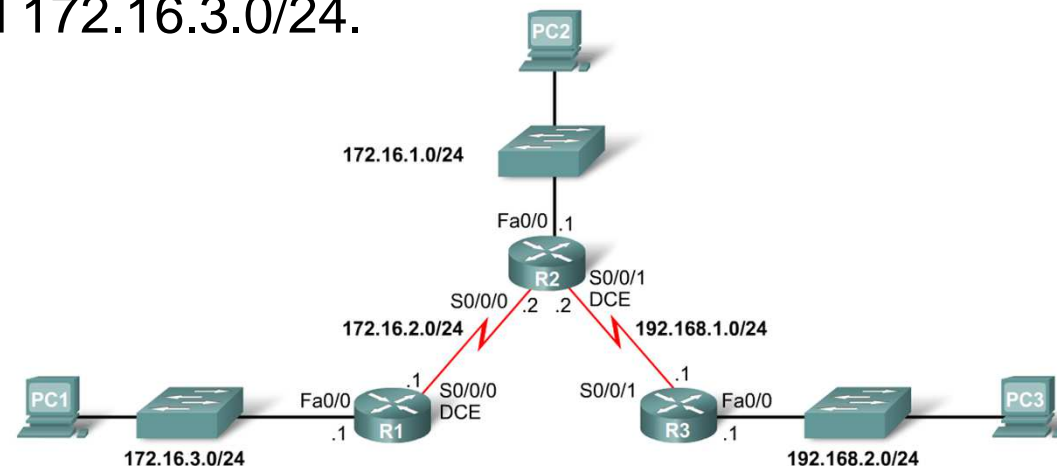 172.16.3.0/24.
PC2
172.16.1.0/24
Fa0/0 .1
R2
S0/0/1
DCE
S0/0/0 .2 .2
172.16.2.0/24
192.168.1.0/24
.1
S0/0/0
DCE
S0/0/1
.1
PC1
Fa0/0
.1
R1
R3
Fa0/0
.1
PC3
172.16.3.0/24
192.168.2.0/24